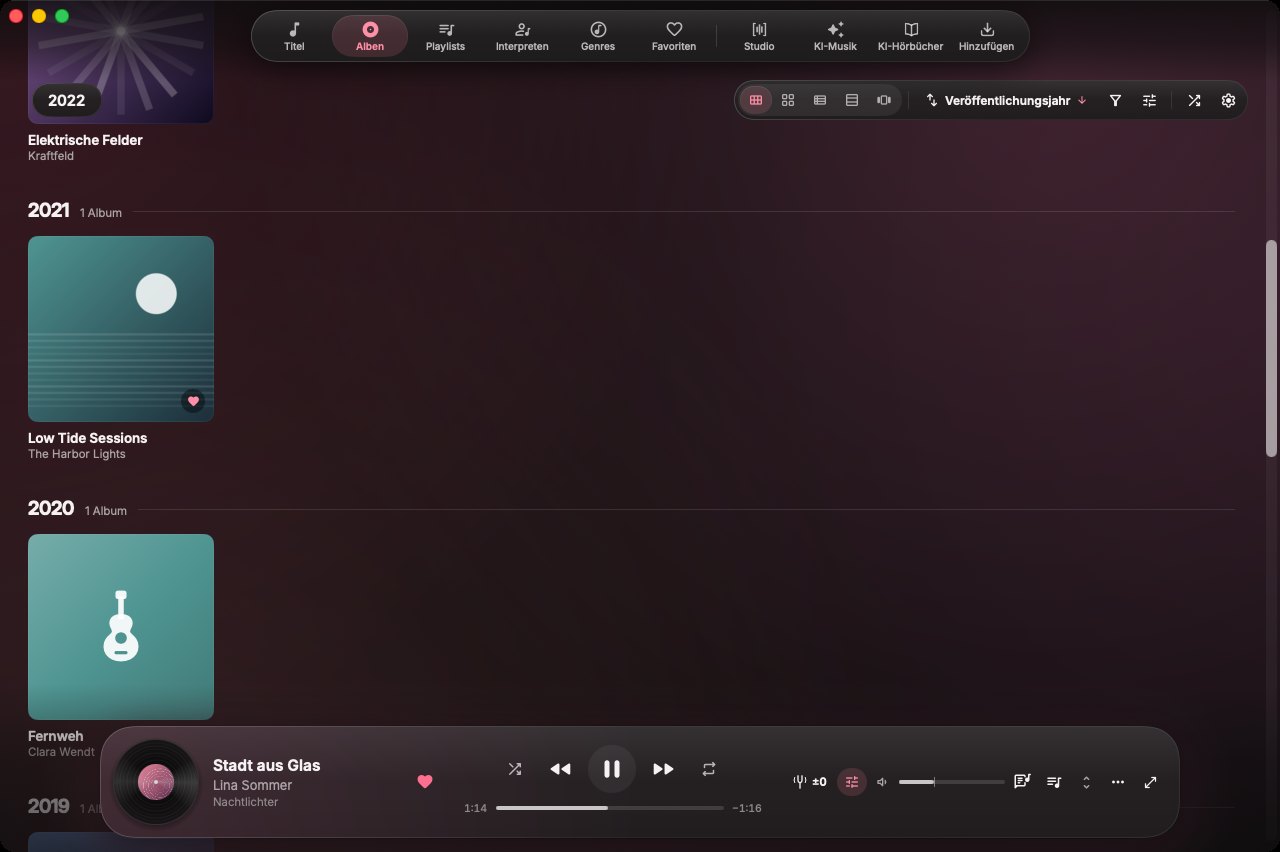 Titel
Alben
Playlists
Interpreten
Genres
Favoriten
Studio
KI-Musik
KI-Hörbücher
Hinzufügen
Veröffentlichungsjahr
2022
Elektrische Felder
Kraftfeld
2021 1 Album
Low Tide Sessions
The Harbor Lights
2020 1 Album
Fernweh
Clara Wendt
2019
Stadt aus Glas
Lina Sommer
Nachtlichter
1:14
−1:16
±0